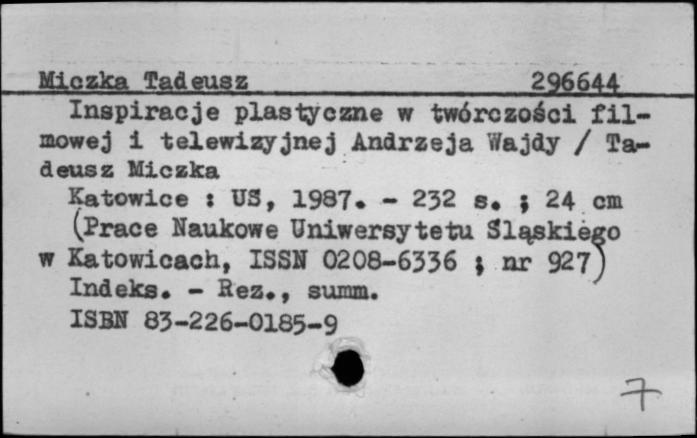 Miczka Tadeusz 296644
Inspiracje plastyczne w twórczości fil-
mowej i telewizyjnej Andrzeja Wajdy / Ta-
deusz Miczka
Katowice : US, 1987. - 232 s. ; 24 cm
(Prace Naukowe Uniwersytetu Śląskiego
w Katowicach, ISSN 0208-6336 ; nr 927)
Indeks. - Rez., summ.
ISBN 83-226-0185-9
7